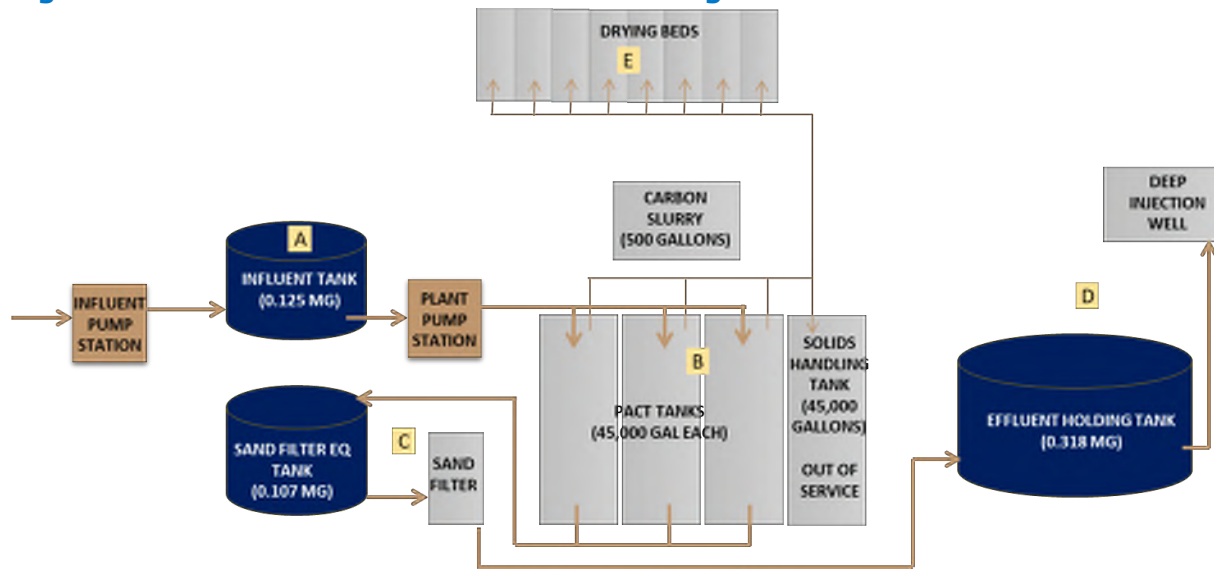 DRYING BEDS
E
CARBON
SLURRY
(500 GALLONS)
DEEP
INJECTION
WELL
A
INFLUENT TANK
(0.125 MG)
INFLUENT
PUMP
STATION
PLANT
PUMP
STATION
D
B
SOLIDS
HANDLING
TANK
(45,000
GALLONS)
OUT OF
SERVICE
PACT TANKS
(45,000 GAL EACH)
EFFLUENT HOLDING TANK
(0.318 MG)
C
SAND FILTER EQ
TANK
(0.107 MG)
SAND
FILTER